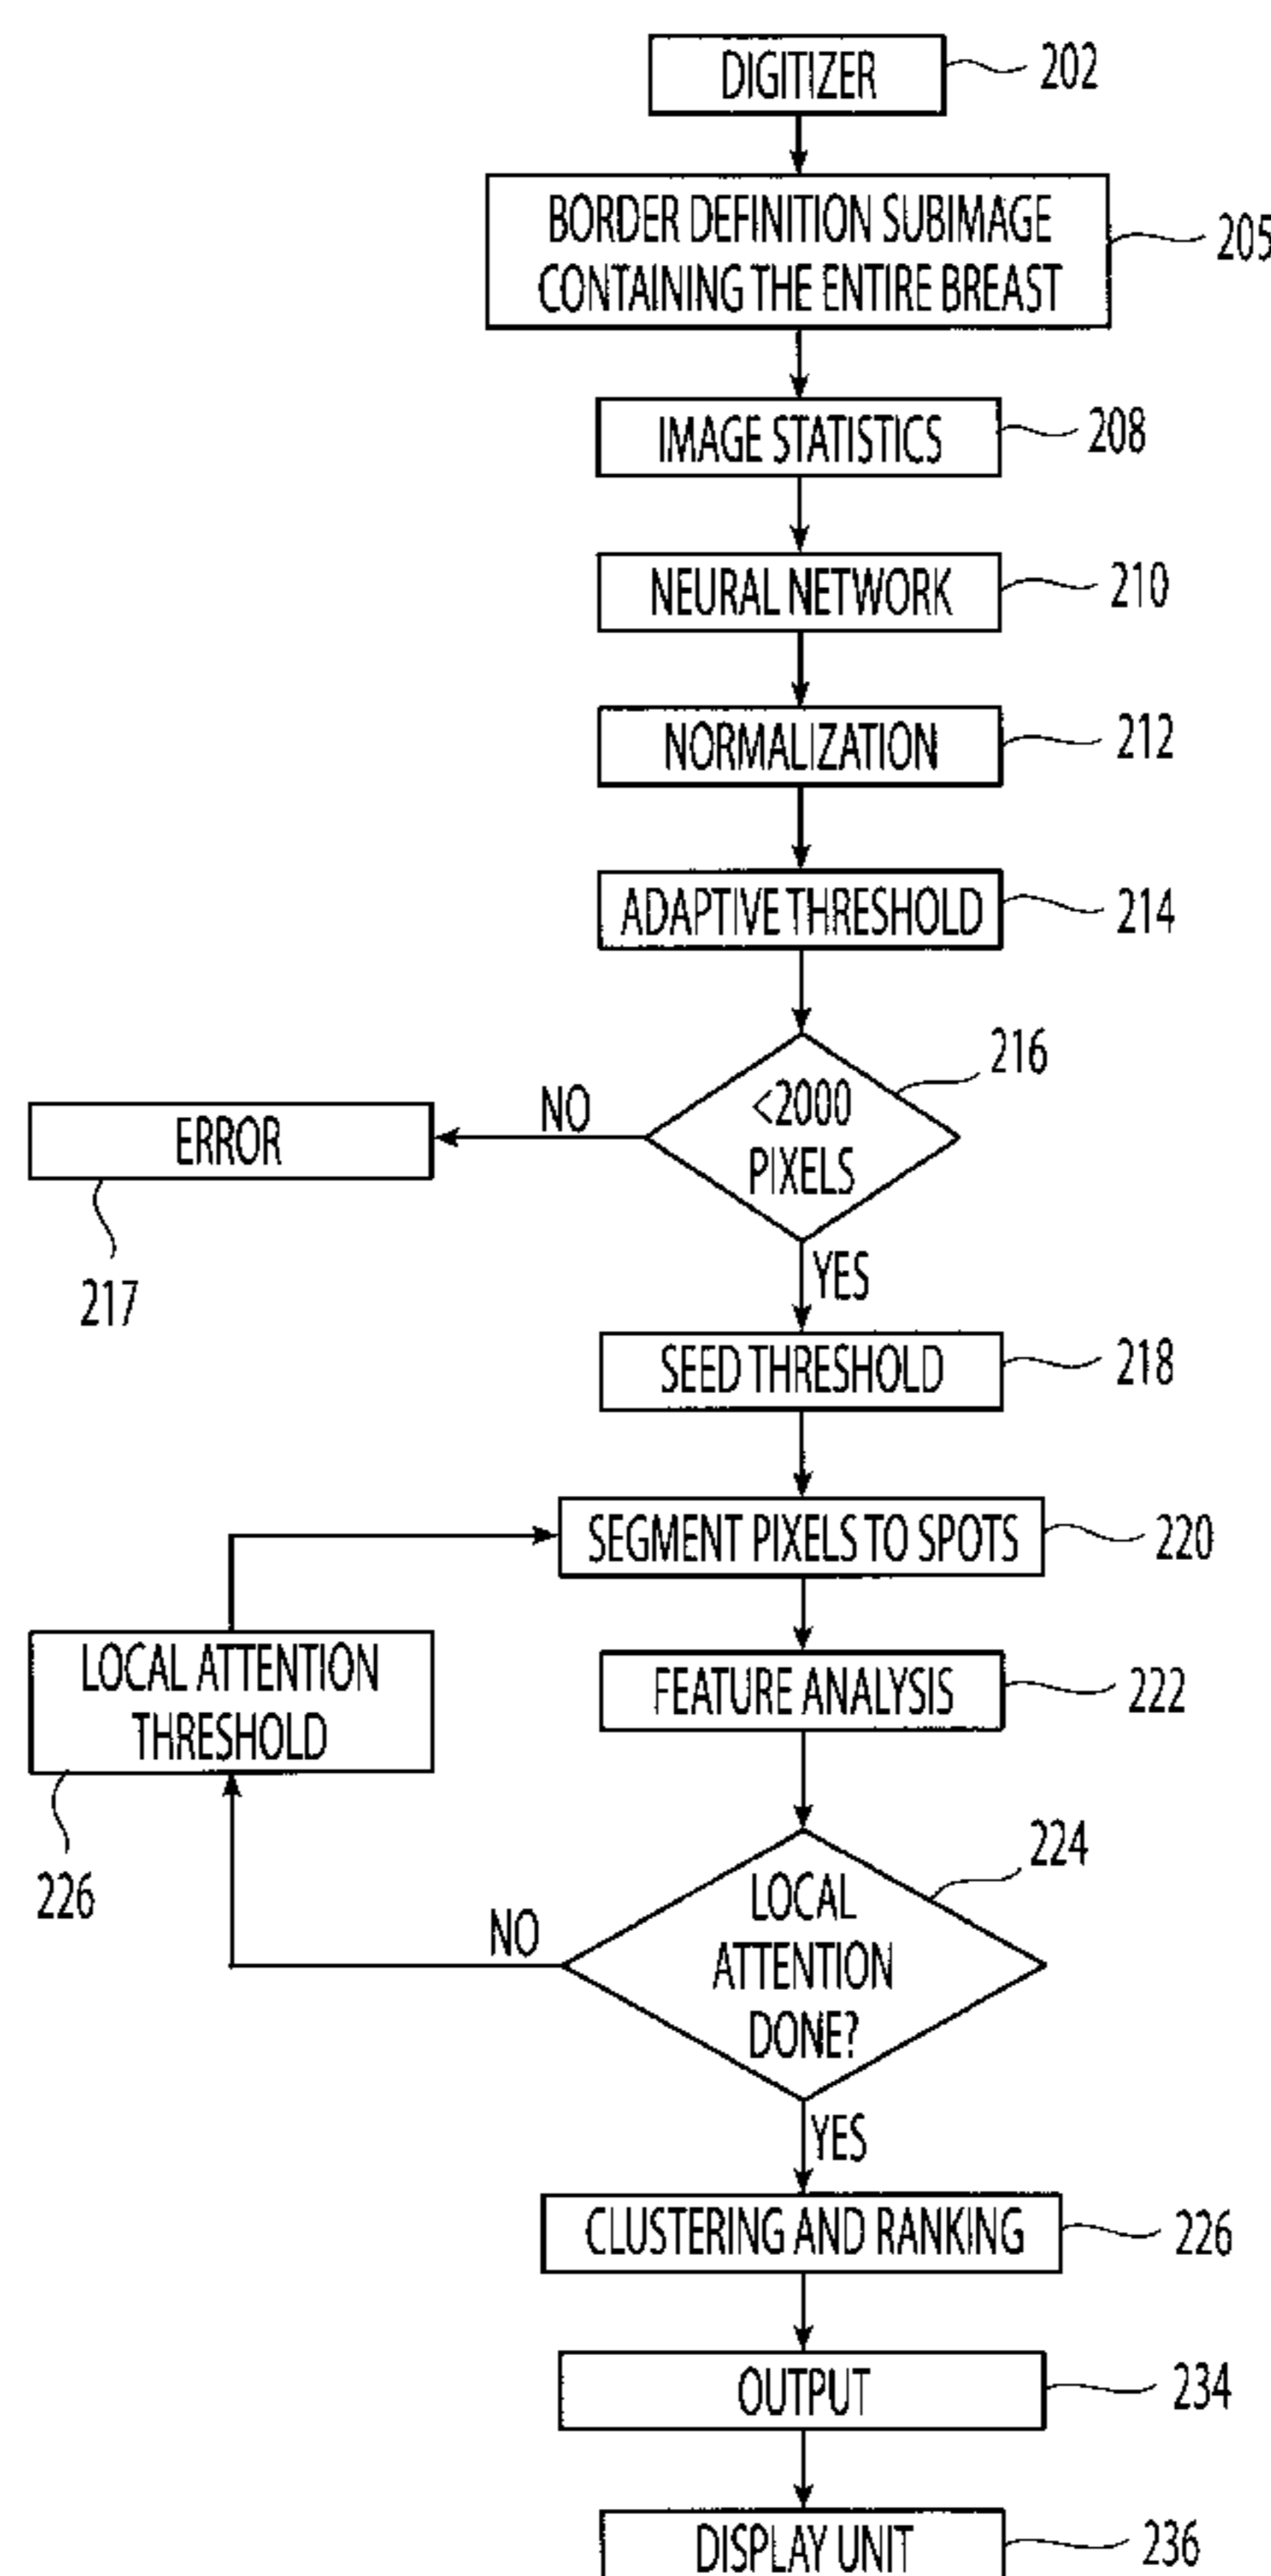 DIGITIZER
202
BORDER DEFINITION SUBIMAGE
CONTAINING THE ENTIRE BREAST
205
IMAGE STATISTICS
208
NEURAL NETWORK
210
NORMALIZATION
212
ADAPTIVE THRESHOLD
214
<2000
PIXELS
216
NO
ERROR
217
YES
SEED THRESHOLD
218
SEGMENT PIXELS TO SPOTS
220
LOCAL ATTENTION
THRESHOLD
226
FEATURE ANALYSIS
222
LOCAL
ATTENTION
DONE?
224
NO
YES
CLUSTERING AND RANKING
226
OUTPUT
234
DISPLAY UNIT
236